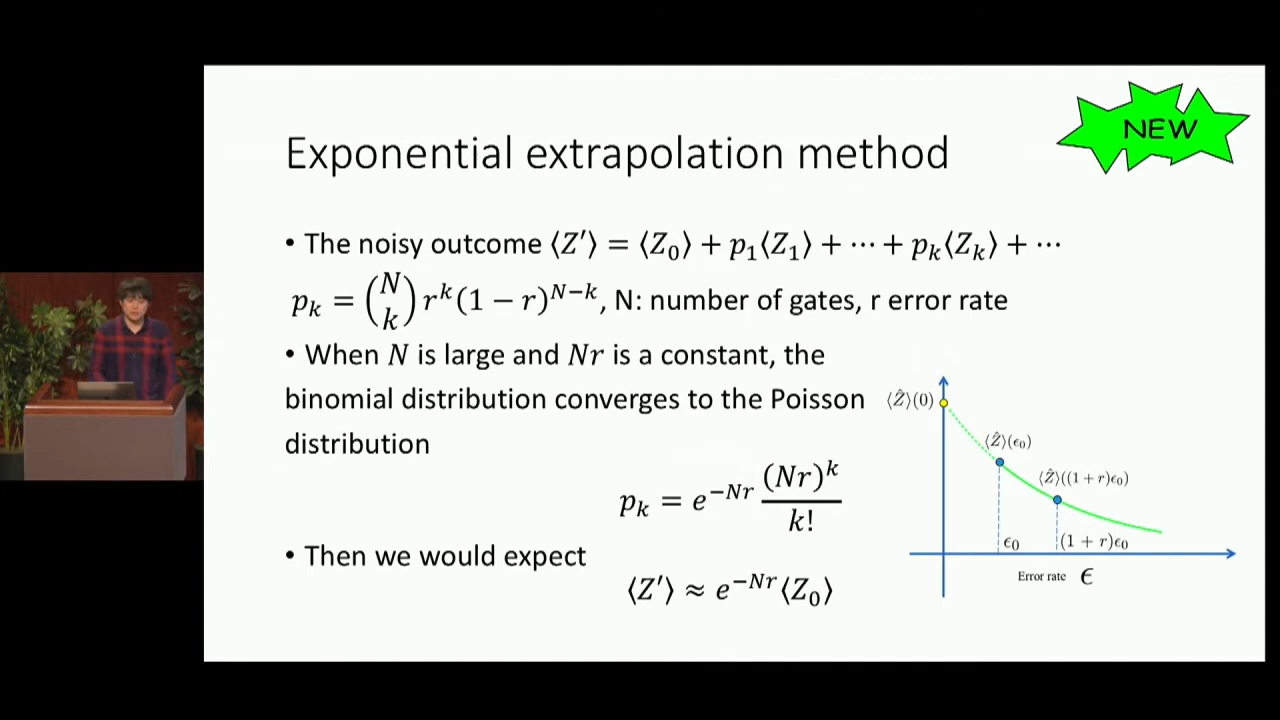 NEW
Exponential extrapolation method
• The noisy outcome ⟨Z′⟩ = ⟨Z₀⟩ + p₁⟨Z₁⟩ + ⋯ + pₖ⟨Zₖ⟩ + ⋯
pₖ = (N k) rᵏ(1 − r)ᴺ⁻ᵏ, N: number of gates, r error rate
• When N is large and Nr is a constant, the
binomial distribution converges to the Poisson
distribution
pₖ = e^{−Nr} (Nr)ᵏ / k!
• Then we would expect
⟨Z′⟩ ≈ e^{−Nr}⟨Z₀⟩
⟨Ẑ⟩(0)
⟨Ẑ⟩(ϵ₀)
⟨Ẑ⟩((1 + r)ϵ₀)
ϵ₀
(1 + r)ϵ₀
Error rate ϵ